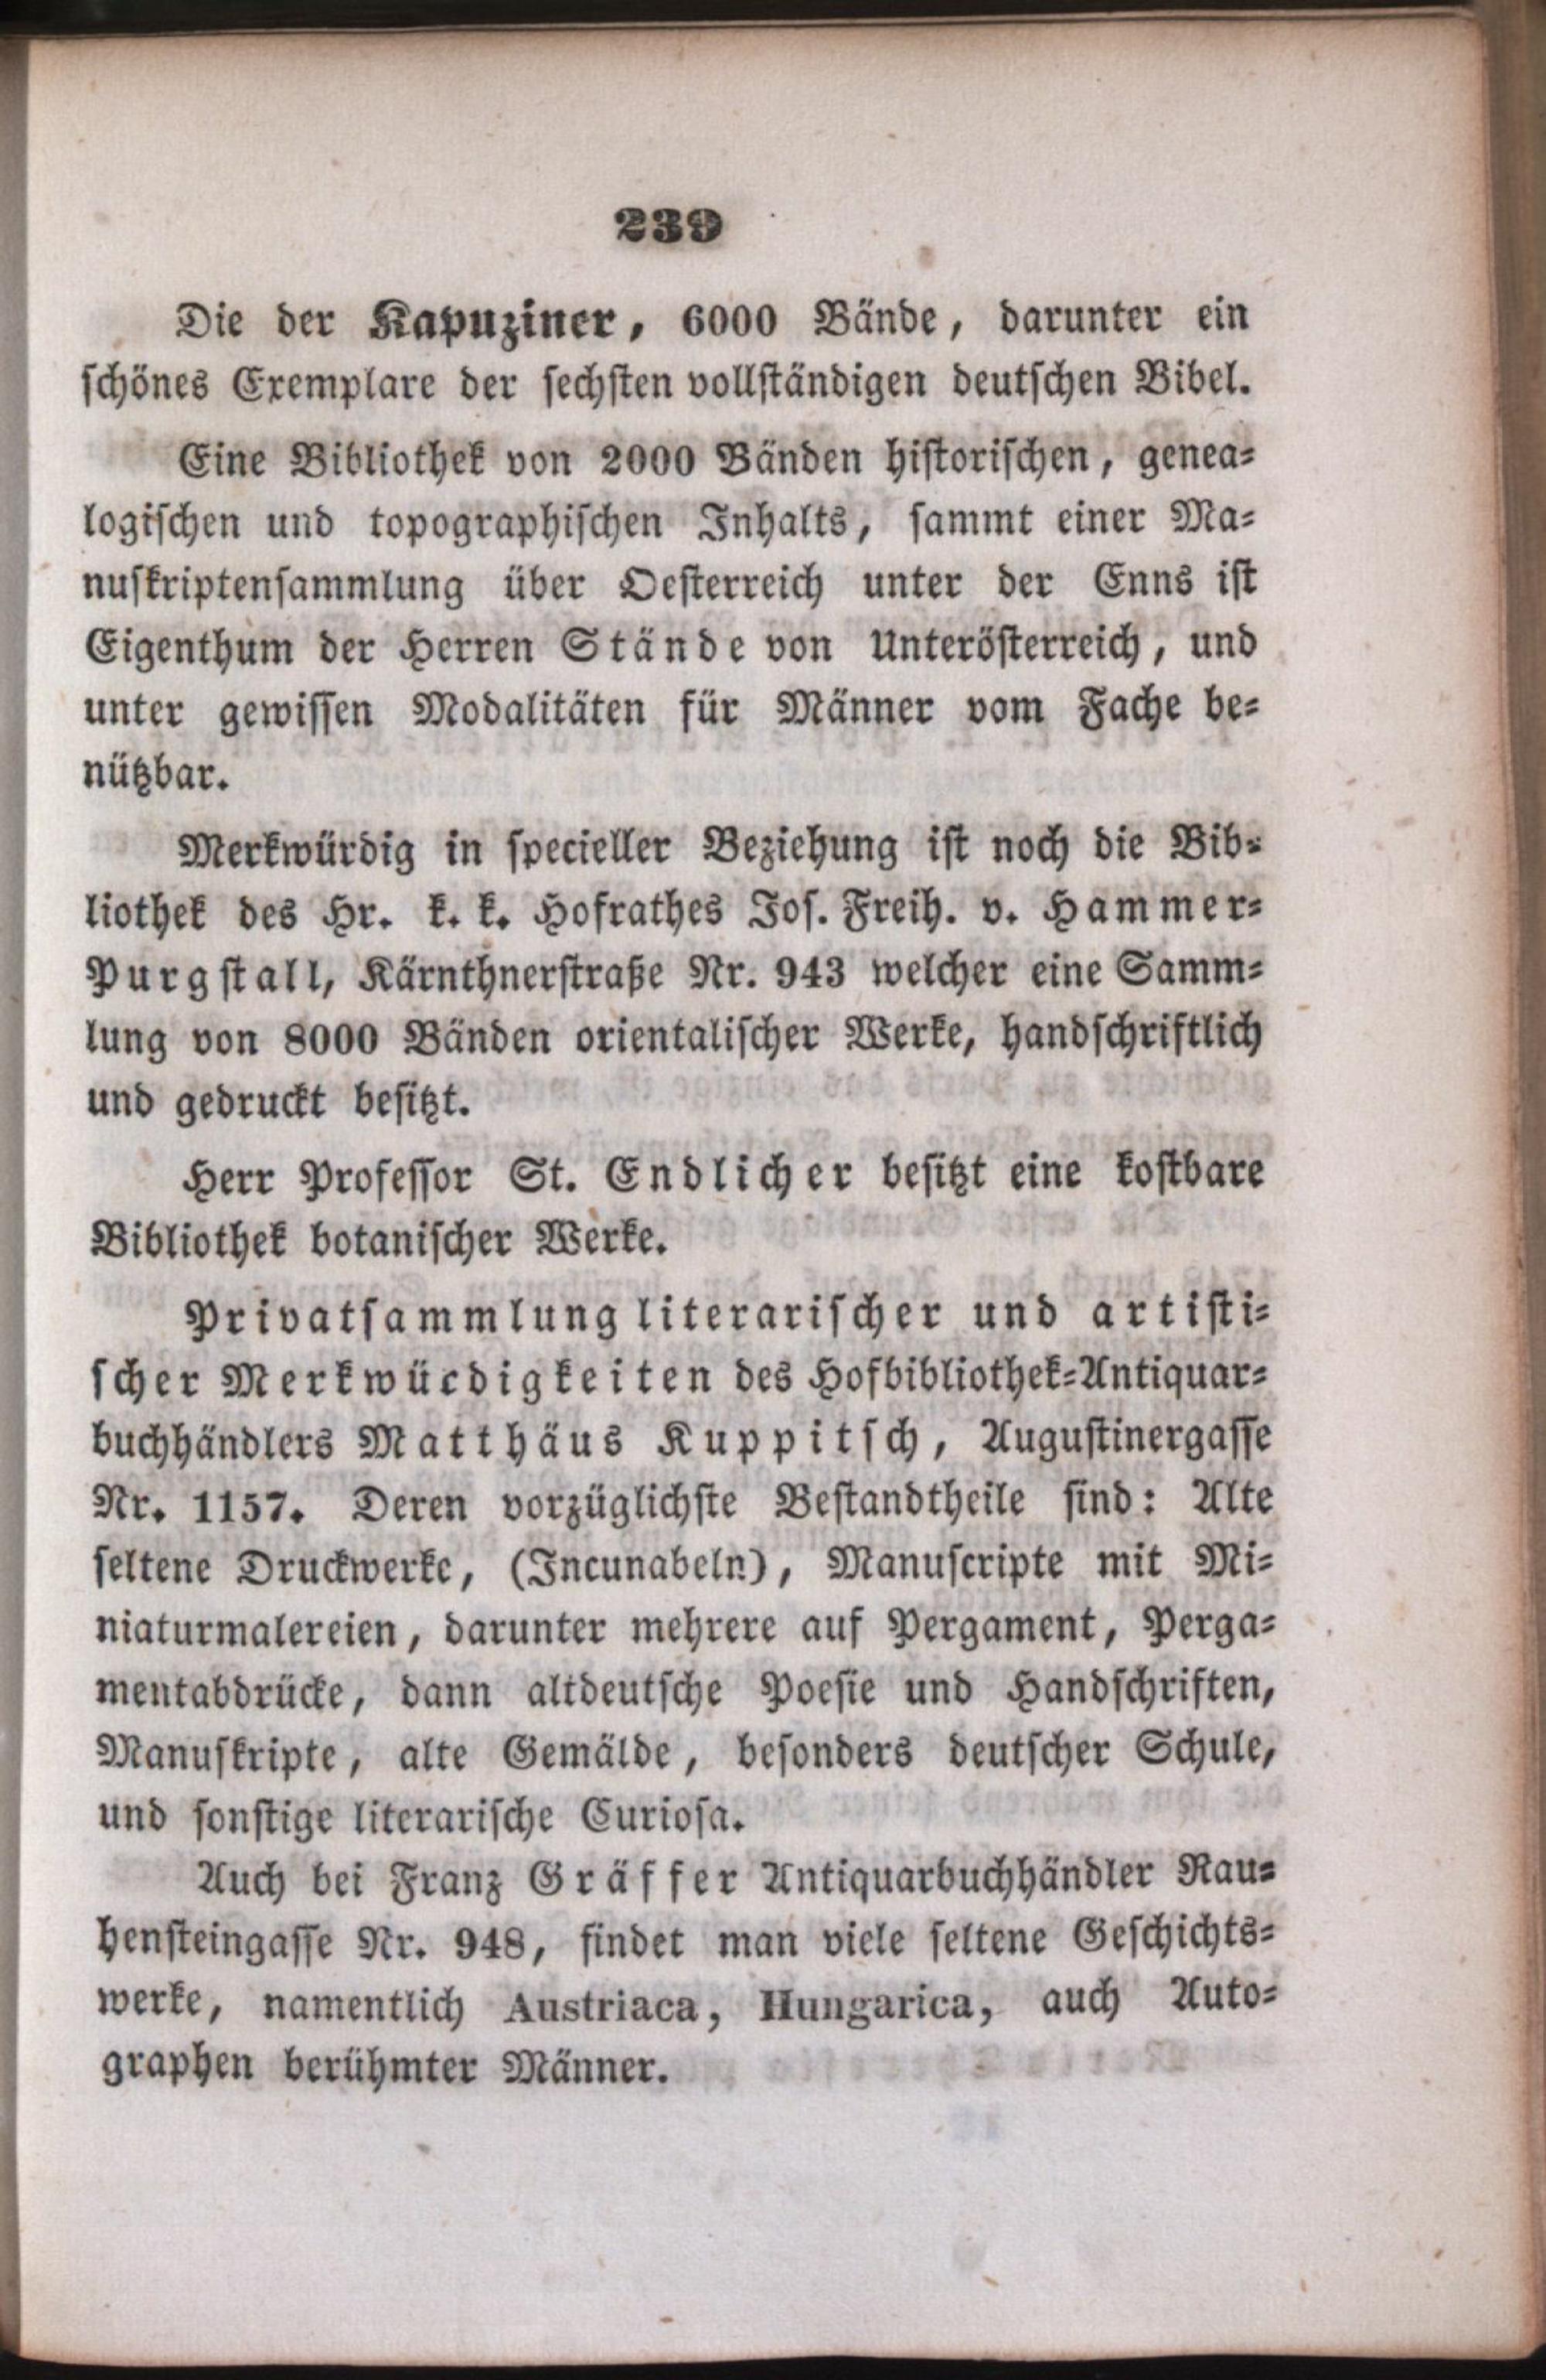 239
Die der Kapuziner, 6000 Bände, darunter ein
schönes Exemplare der sechsten vollständigen deutschen Bibel.
Eine Bibliothek von 2000 Bänden historischen, genea-
logischen und topographischen Inhalts, sammt einer Ma-
nuskriptensammlung über Oesterreich unter der Enns ist
Eigenthum der Herren Stände von Unterösterreich, und
unter gewissen Modalitäten für Männer vom Fache be-
nützbar.
Merkwürdig in specieller Beziehung ist noch die Bib-
liothek des Hr. k. k. Hofrathes Jos. Freih. v. Hammer-
Purgstall, Kärnthnerstraße Nr. 943 welcher eine Samm-
lung von 8000 Bänden orientalischer Werke, handschriftlich
und gedruckt besitzt.
Herr Professor St. Endlicher besitzt eine kostbare
Bibliothek botanischer Werke.
Privatsammlung literarischer und artisti-
scher Merkwürdigkeiten des Hofbibliothek-Antiquar-
buchhändlers Matthäus Kuppitsch, Augustinergasse
Nr. 1157. Deren vorzüglichste Bestandtheile sind: Alte
seltene Druckwerke, (Incunabeln), Manuscripte mit Mi-
niaturmalereien, darunter mehrere auf Pergament, Perga-
mentabdrücke, dann altdeutsche Poesie und Handschriften,
Manuskripte, alte Gemälde, besonders deutscher Schule,
und sonstige literarische Curiosa.
Auch bei Franz Gräffer Antiquarbuchhändler Rau-
hensteingasse Nr. 948, findet man viele seltene Geschichts-
werke, namentlich Austriaca, Hungarica, auch Auto-
graphen berühmter Männer.